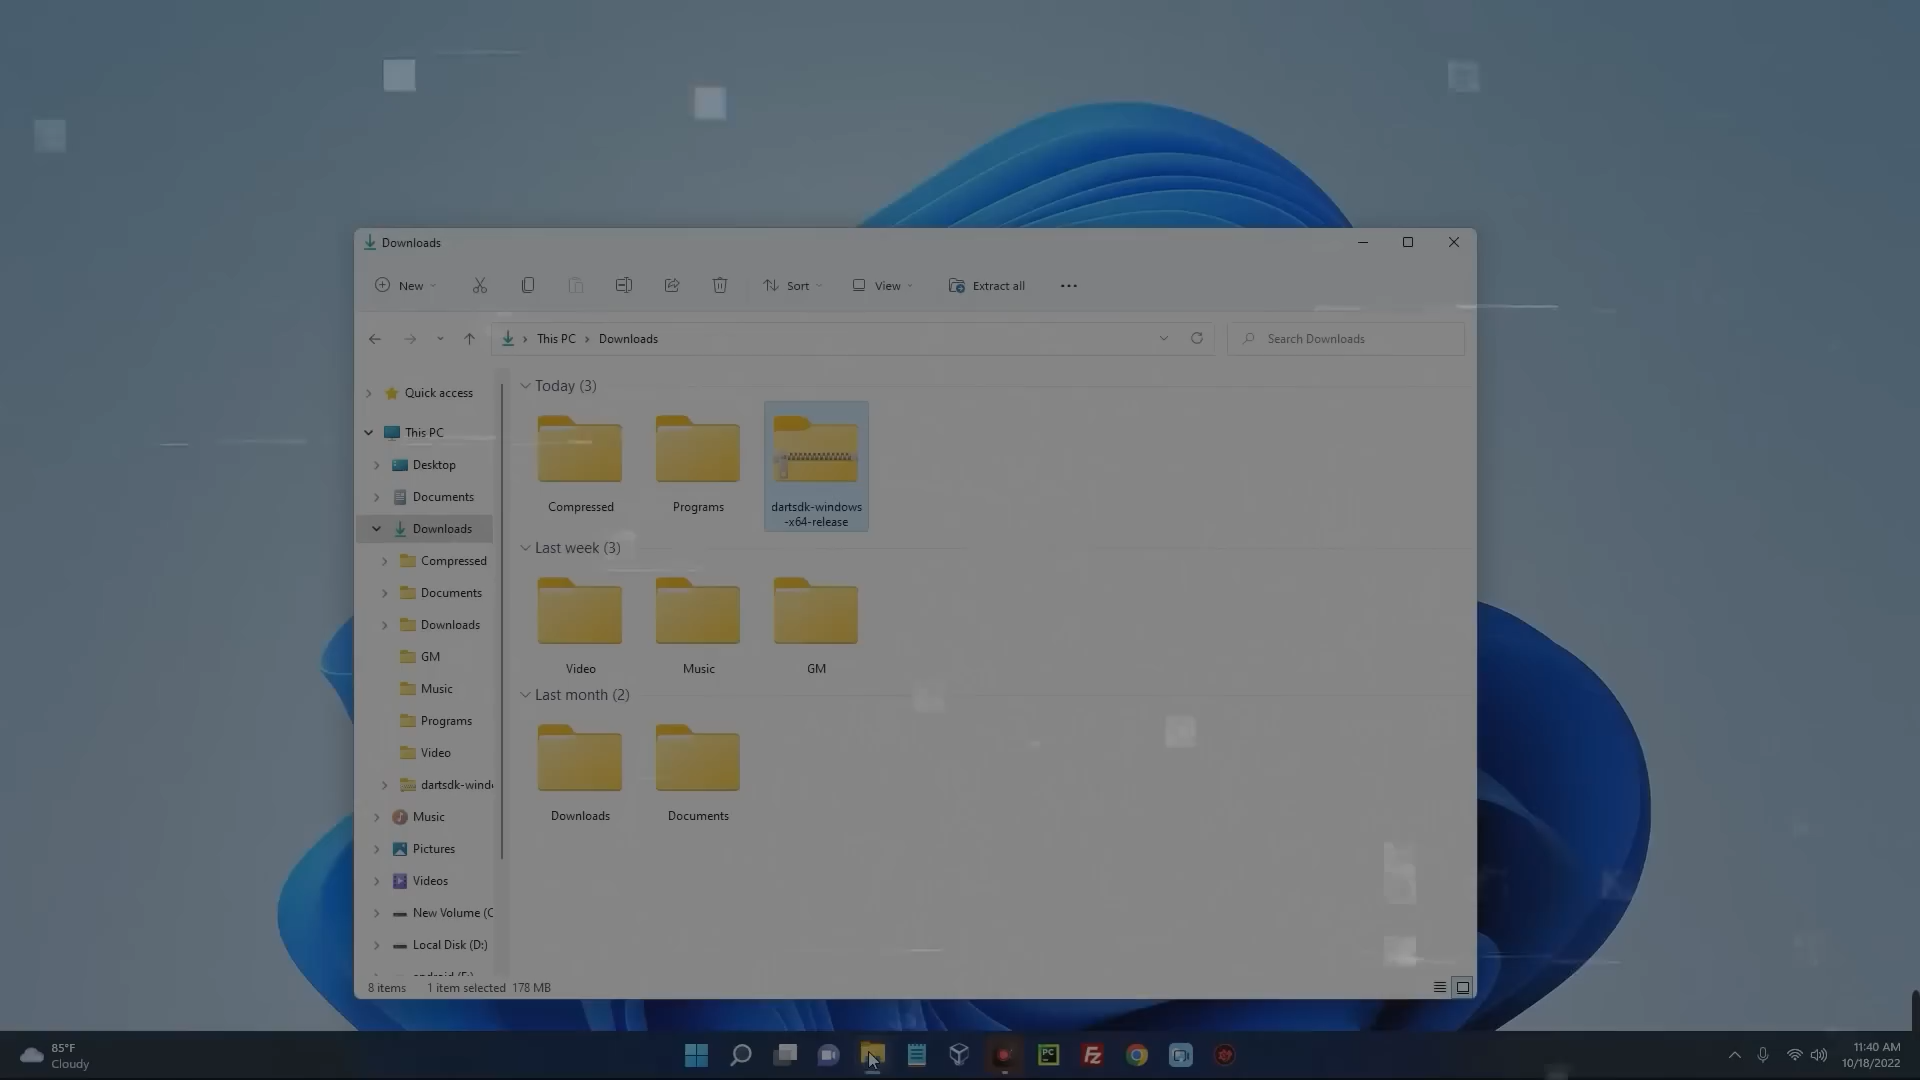 Downloads
New
Sort
View
Extract all
This PC
Downloads
Search Downloads
Quick access
This PC
Desktop
Documents
Downloads
Compressed
Documents
Downloads
GM
Music
Programs
Video
dartsdk-wind
Music
Pictures
Videos
New Volume (C
Local Disk (D:)
Today (3)
Compressed
Programs
dartsdk-windows
-x64-release
Last week (3)
Video
Music
GM
Last month (2)
Downloads
Documents
8 items
1 item selected 178 MB
85°F
Cloudy
PC
Fz
11:40 AM
10/18/2022